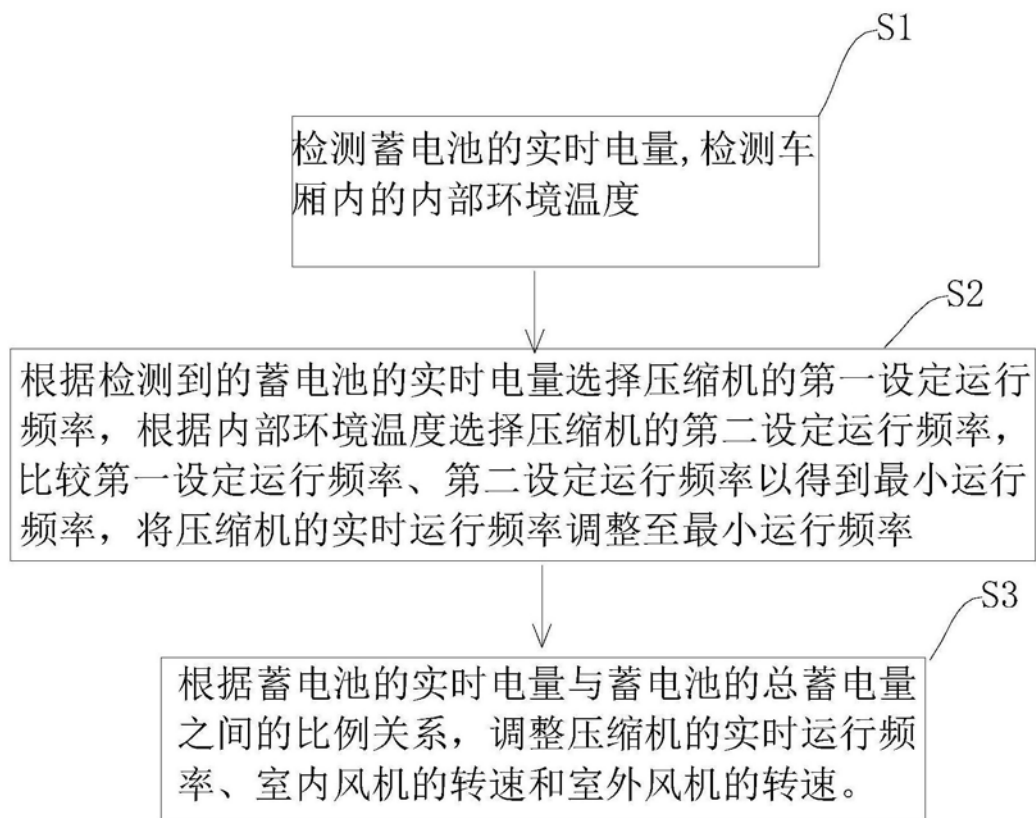 S1
检测蓄电池的实时电量,检测车
厢内的内部环境温度
S2
根据检测到的蓄电池的实时电量选择压缩机的第一设定运行
频率，根据内部环境温度选择压缩机的第二设定运行频率，
比较第一设定运行频率、第二设定运行频率以得到最小运行
频率，将压缩机的实时运行频率调整至最小运行频率
S3
根据蓄电池的实时电量与蓄电池的总蓄电量
之间的比例关系，调整压缩机的实时运行频
率、室内风机的转速和室外风机的转速。